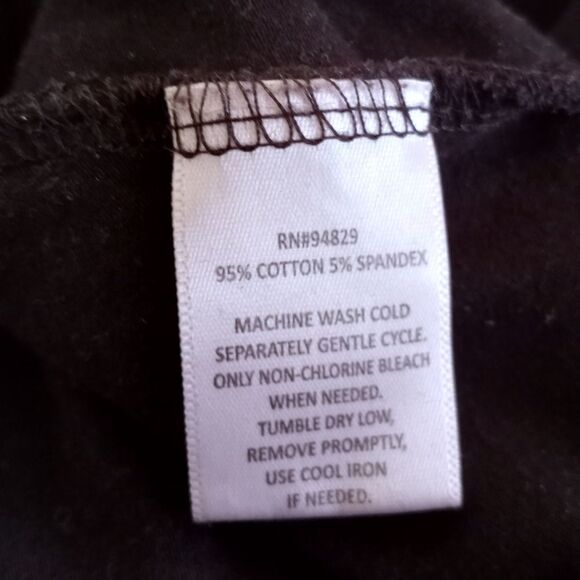 RN#94829
95% COTTON 5% SPANDEX
MACHINE WASH COLD
SEPARATELY GENTLE CYCLE.
ONLY NON-CHLORINE BLEACH
WHEN NEEDED.
TUMBLE DRY LOW,
REMOVE PROMPTLY,
USE COOL IRON
IF NEEDED.